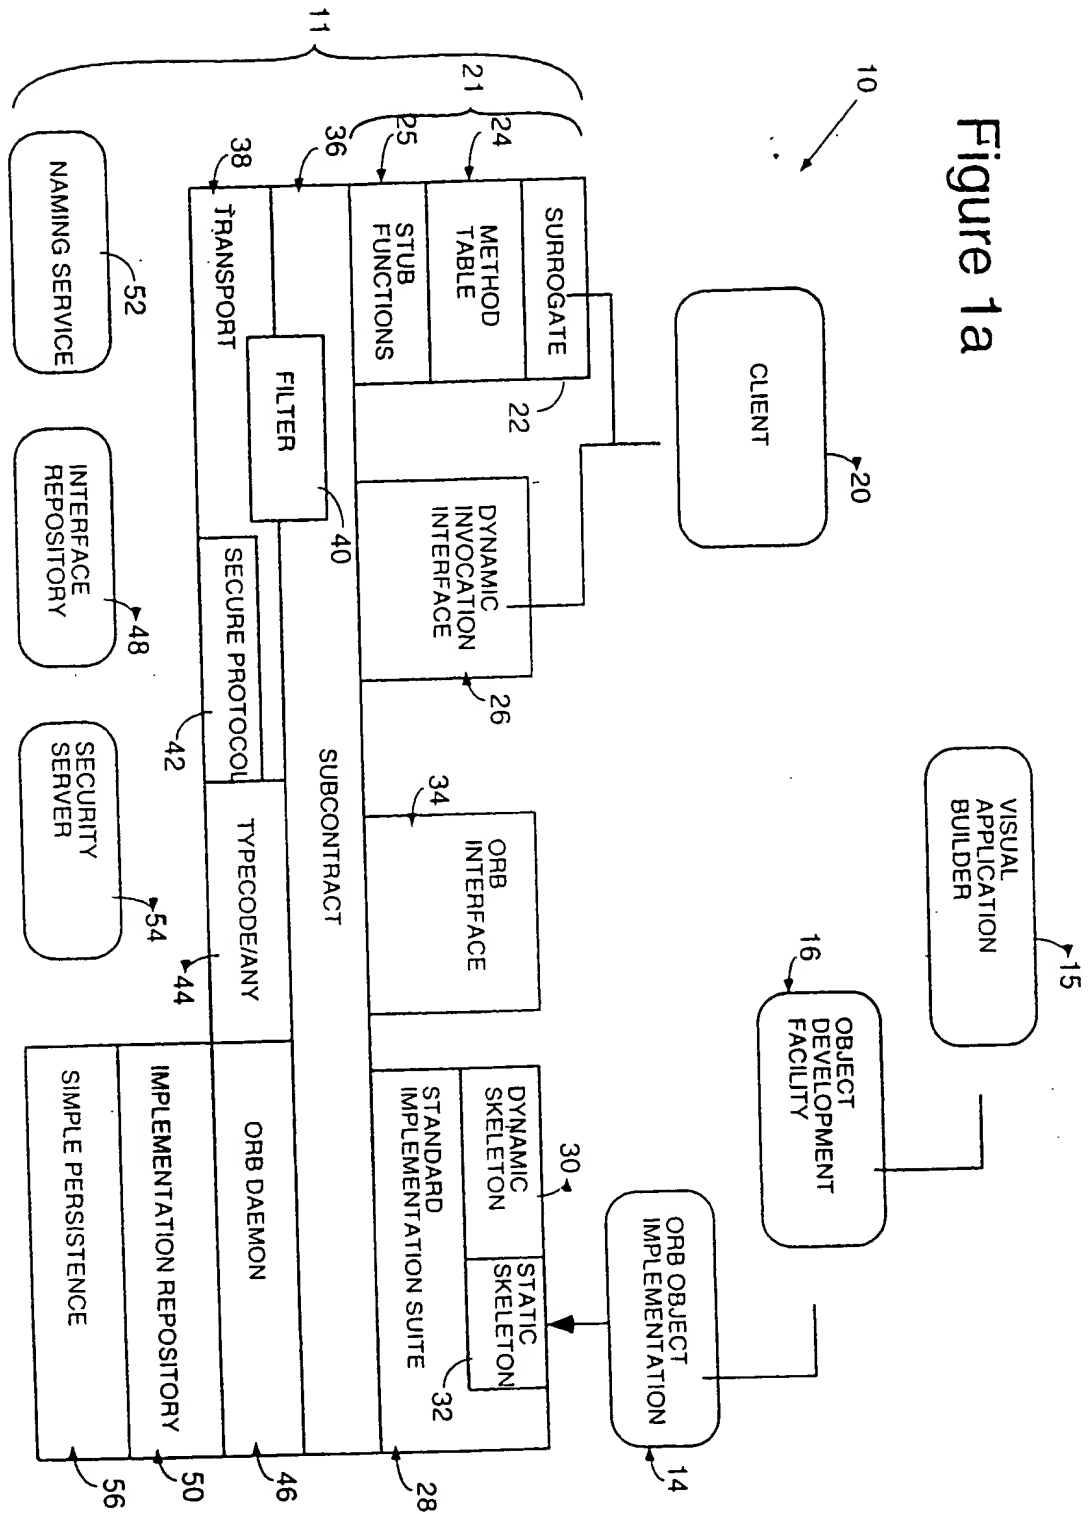 Figure 1a
10
CLIENT
20
VISUAL
APPLICATION
BUILDER
15
16
OBJECT
DEVELOPMENT
FACILITY
ORB OBJECT
IMPLEMENTATION
14
11
21
24
25
36
38
SURROGATE
22
METHOD
TABLE
STUB
FUNCTIONS
DYNAMIC
INVOCATION
INTERFACE
26
34
ORB
INTERFACE
30
DYNAMIC
SKELETON
STATIC
SKELETON
32
STANDARD
IMPLEMENTATION SUITE
28
SUBCONTRACT
FILTER
40
TRANSPORT
SECURE PROTOCOL
42
TYPECODE/ANY
44
ORB DAEMON
46
IMPLEMENTATION REPOSITORY
50
SIMPLE PERSISTENCE
56
NAMING SERVICE
52
INTERFACE
REPOSITORY
48
SECURITY
SERVER
54